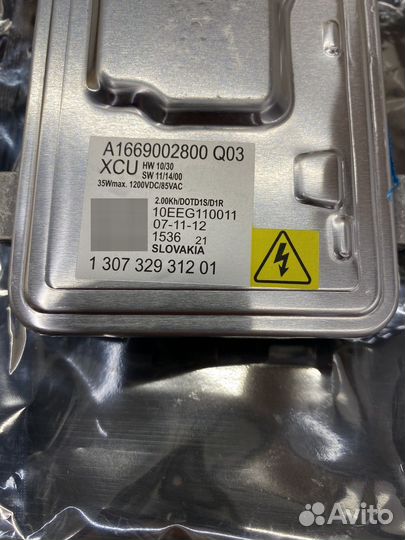 A1669002800 Q03
XCU HW 10/30
SW 11/14/00
35Wmax. 1200VDC/85VAC
2.00Kh/DOTD1S/D1R
10EEG110011
07-11-12
1536 21
SLOVAKIA
1 307 329 312 01
Avito